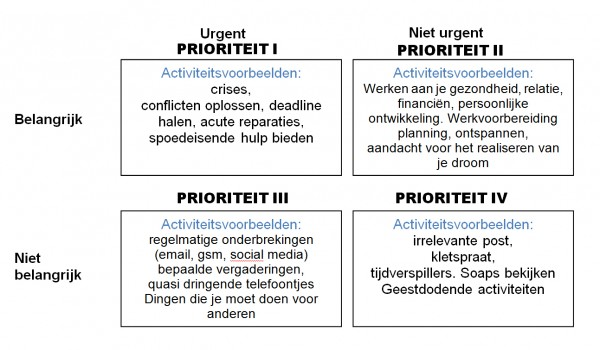 Urgent
PRIORITEIT I
Niet urgent
PRIORITEIT II
Belangrijk
Activiteitsvoorbeelden:
crises,
conflicten oplossen, deadline
halen, acute reparaties,
spoedeisende hulp bieden
Activiteitsvoorbeelden:
Werken aan je gezondheid, relatie,
financiën, persoonlijke
ontwikkeling. Werkvoorbereiding
planning, ontspannen,
aandacht voor het realiseren van
je droom
PRIORITEIT III
PRIORITEIT IV
Niet
belangrijk
Activiteitsvoorbeelden:
regelmatige onderbrekingen
(email, gsm, social media)
bepaalde vergaderingen,
quasi dringende telefoontjes
Dingen die je moet doen voor
anderen
Activiteitsvoorbeelden:
irrelevante post,
kletspraat,
tijdverspillers. Soaps bekijken
Geestdodende activiteiten